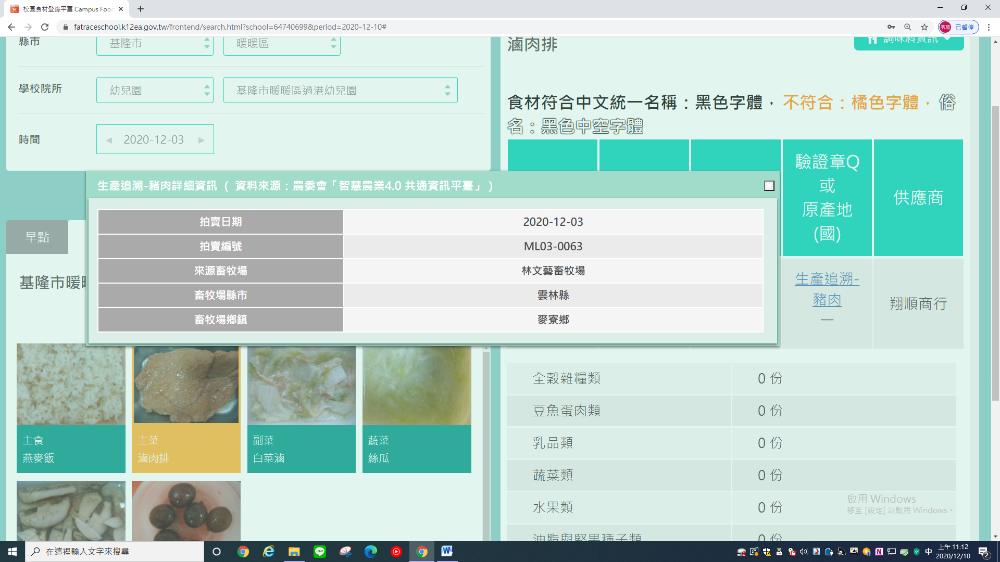 校園食材登錄平臺 Campus Food
fatraceschool.k12ea.gov.tw/frontend/search.html?school=64740699&period=2020-12-10#
已暫停
縣市
基隆市
暖暖區
學校院所
幼兒園
基隆市暖暖區過港幼兒園
時間
2020-12-03
滷肉排
調味料資訊
食材符合中文統一名稱：黑色字體，不符合：橘色字體，俗
名：黑色中空字體
驗證章Q
或
原產地
(國)
供應商
生產追溯-豬肉詳細資訊 （ 資料來源：農委會「智慧農業4.0 共通資訊平臺」 ）
拍賣日期 2020-12-03
拍賣編號 ML03-0063
來源畜牧場 林文藝畜牧場
畜牧場縣市 雲林縣
畜牧場鄉鎮 麥寮鄉
早點
基隆市暖
生產追溯-
豬肉
—
翔順商行
主食
燕麥飯
主菜
滷肉排
副菜
白菜滷
蔬菜
絲瓜
全穀雜糧類 0 份
豆魚蛋肉類 0 份
乳品類 0 份
蔬菜類 0 份
水果類 0 份
油脂與堅果種子類 0 份
啟用 Windows
移至 [設定] 以啟用 Windows。
在這裡輸入文字來搜尋
LINE
中
上午 11:12
2020/12/10
2